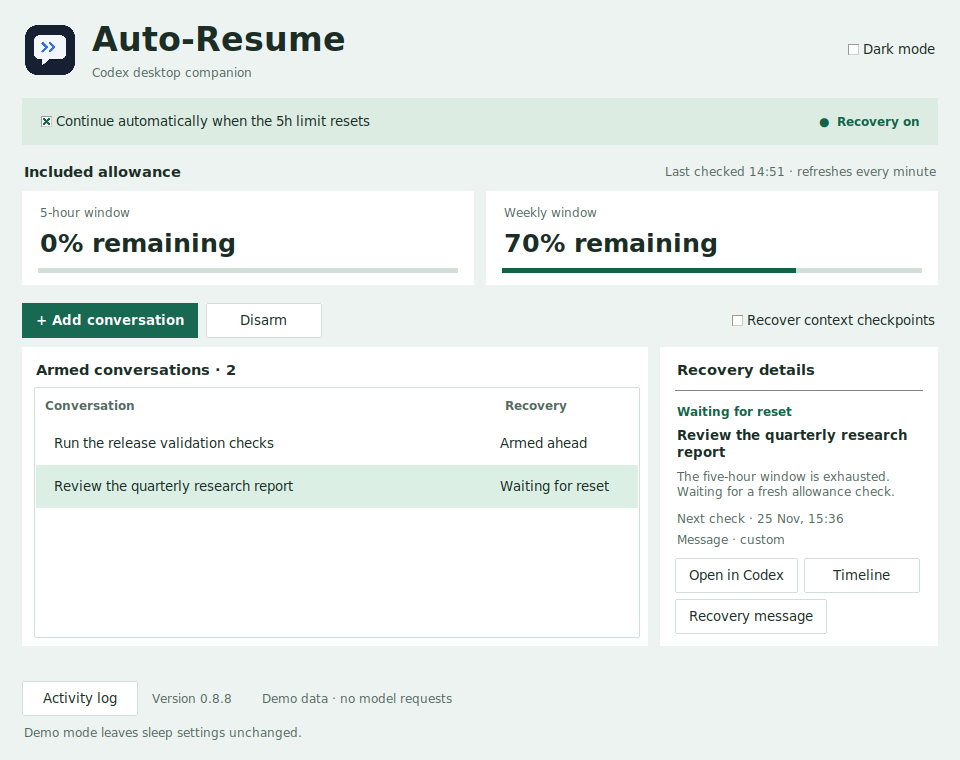 Auto-Resume
Codex desktop companion
Dark mode
Continue automatically when the 5h limit resets
● Recovery on
Included allowance
Last checked 14:51 · refreshes every minute
5-hour window
0% remaining
Weekly window
70% remaining
+ Add conversation
Disarm
Recover context checkpoints
Armed conversations · 2
Conversation
Recovery
Run the release validation checks
Armed ahead
Review the quarterly research report
Waiting for reset
Recovery details
Waiting for reset
Review the quarterly research
report
The five-hour window is exhausted.
Waiting for a fresh allowance check.
Next check · 25 Nov, 15:36
Message · custom
Open in Codex
Timeline
Recovery message
Activity log
Version 0.8.8
Demo data · no model requests
Demo mode leaves sleep settings unchanged.